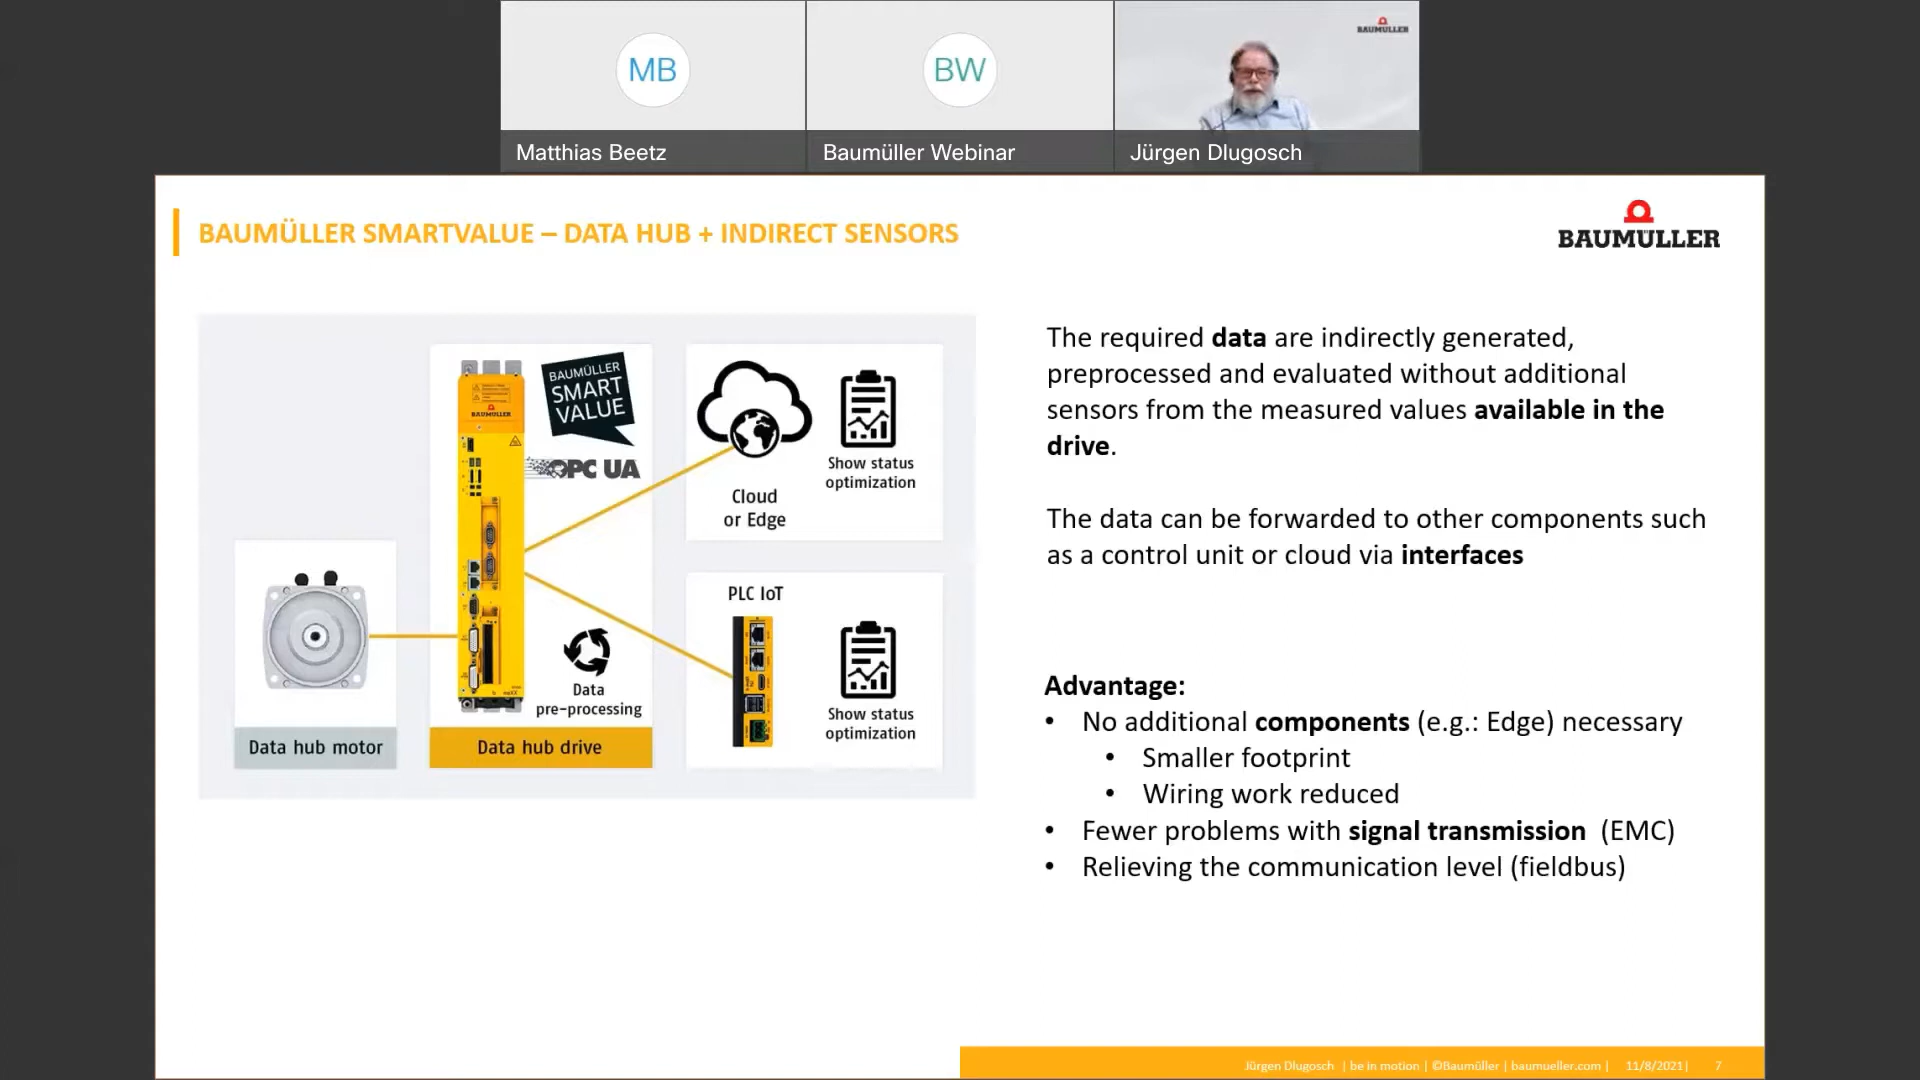 MB
BW
BAUMÜLLER
Matthias Beetz
Baumüller Webinar
Jürgen Dlugosch
BAUMÜLLER SMARTVALUE – DATA HUB + INDIRECT SENSORS
BAUMÜLLER
BAUMÜLLER
BAUMÜLLER
SMART
VALUE
OPC UA
Data
pre-processing
Data hub motor
Data hub drive
Cloud
or Edge
Show status
optimization
PLC IoT
Show status
optimization
The required data are indirectly generated,
preprocessed and evaluated without additional
sensors from the measured values available in the
drive.
The data can be forwarded to other components such
as a control unit or cloud via interfaces
Advantage:
• No additional components (e.g.: Edge) necessary
• Smaller footprint
• Wiring work reduced
• Fewer problems with signal transmission (EMC)
• Relieving the communication level (fieldbus)
Jürgen Dlugosch | be in motion | ©Baumüller | baumueller.com | 11/8/2021| 7